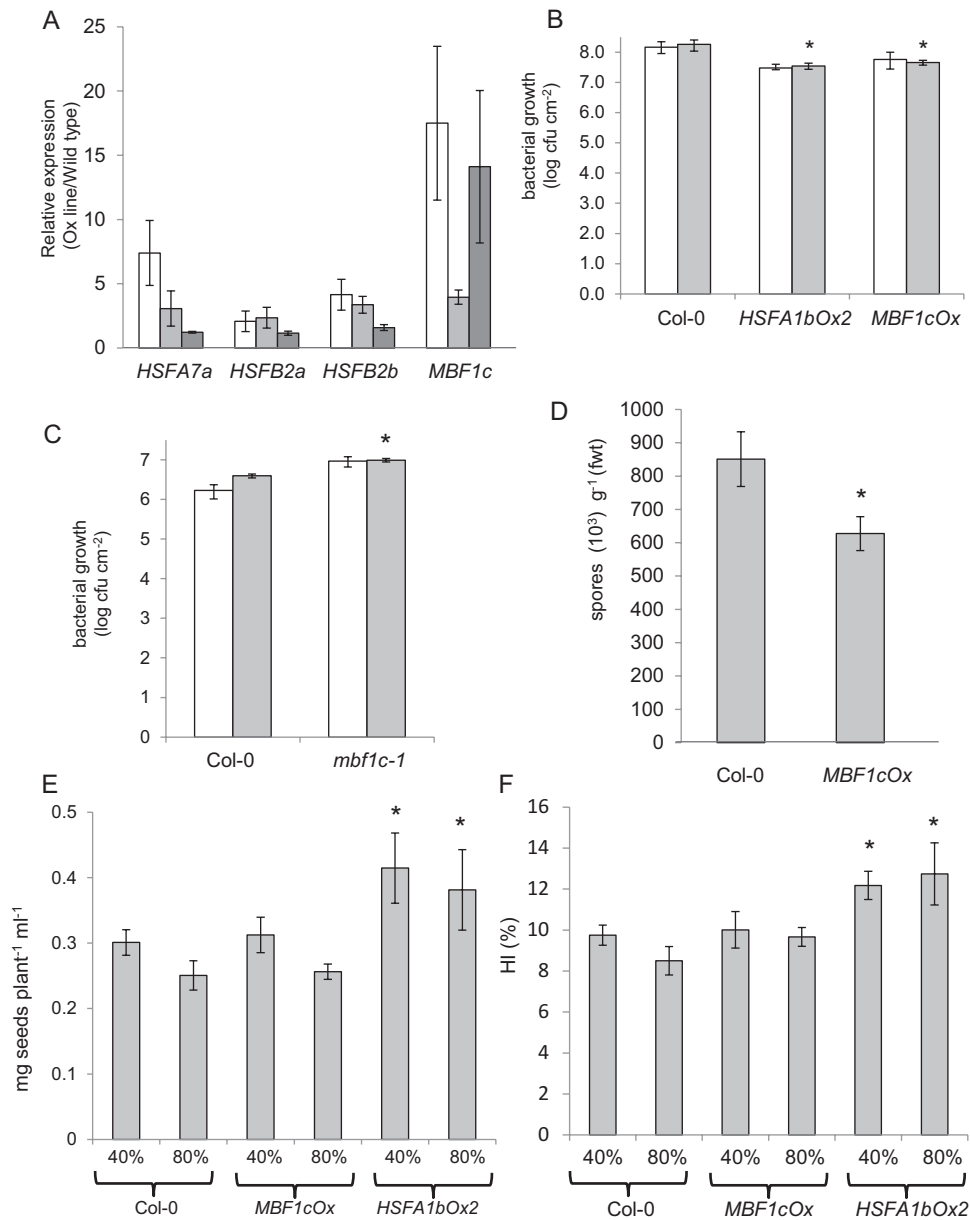 A
Relative expression
(Ox line/Wild type)
25
20
15
10
5
0
HSFA7a HSFB2a HSFB2b MBF1c
B
bacterial growth
(log cfu cm-2)
8.0
7.0
6.0
5.0
4.0
3.0
2.0
1.0
0.0
* *
Col-0 HSFA1bOx2 MBF1cOx
C
bacterial growth
(log cfu cm-2)
7
6
5
4
3
2
1
0
*
Col-0 mbf1c-1
D
spores (10³) g⁻¹ (fwt)
1000
900
800
700
600
500
400
300
200
100
0
*
Col-0 MBF1cOx
E
mg seeds plant⁻¹ ml⁻¹
0.5
0.4
0.3
0.2
0.1
0
* *
40% 80% 40% 80% 40% 80%
Col-0 MBF1cOx HSFA1bOx2
F
HI (%)
16
14
12
10
8
6
4
2
0
* *
40% 80% 40% 80% 40% 80%
Col-0 MBF1cOx HSFA1bOx2